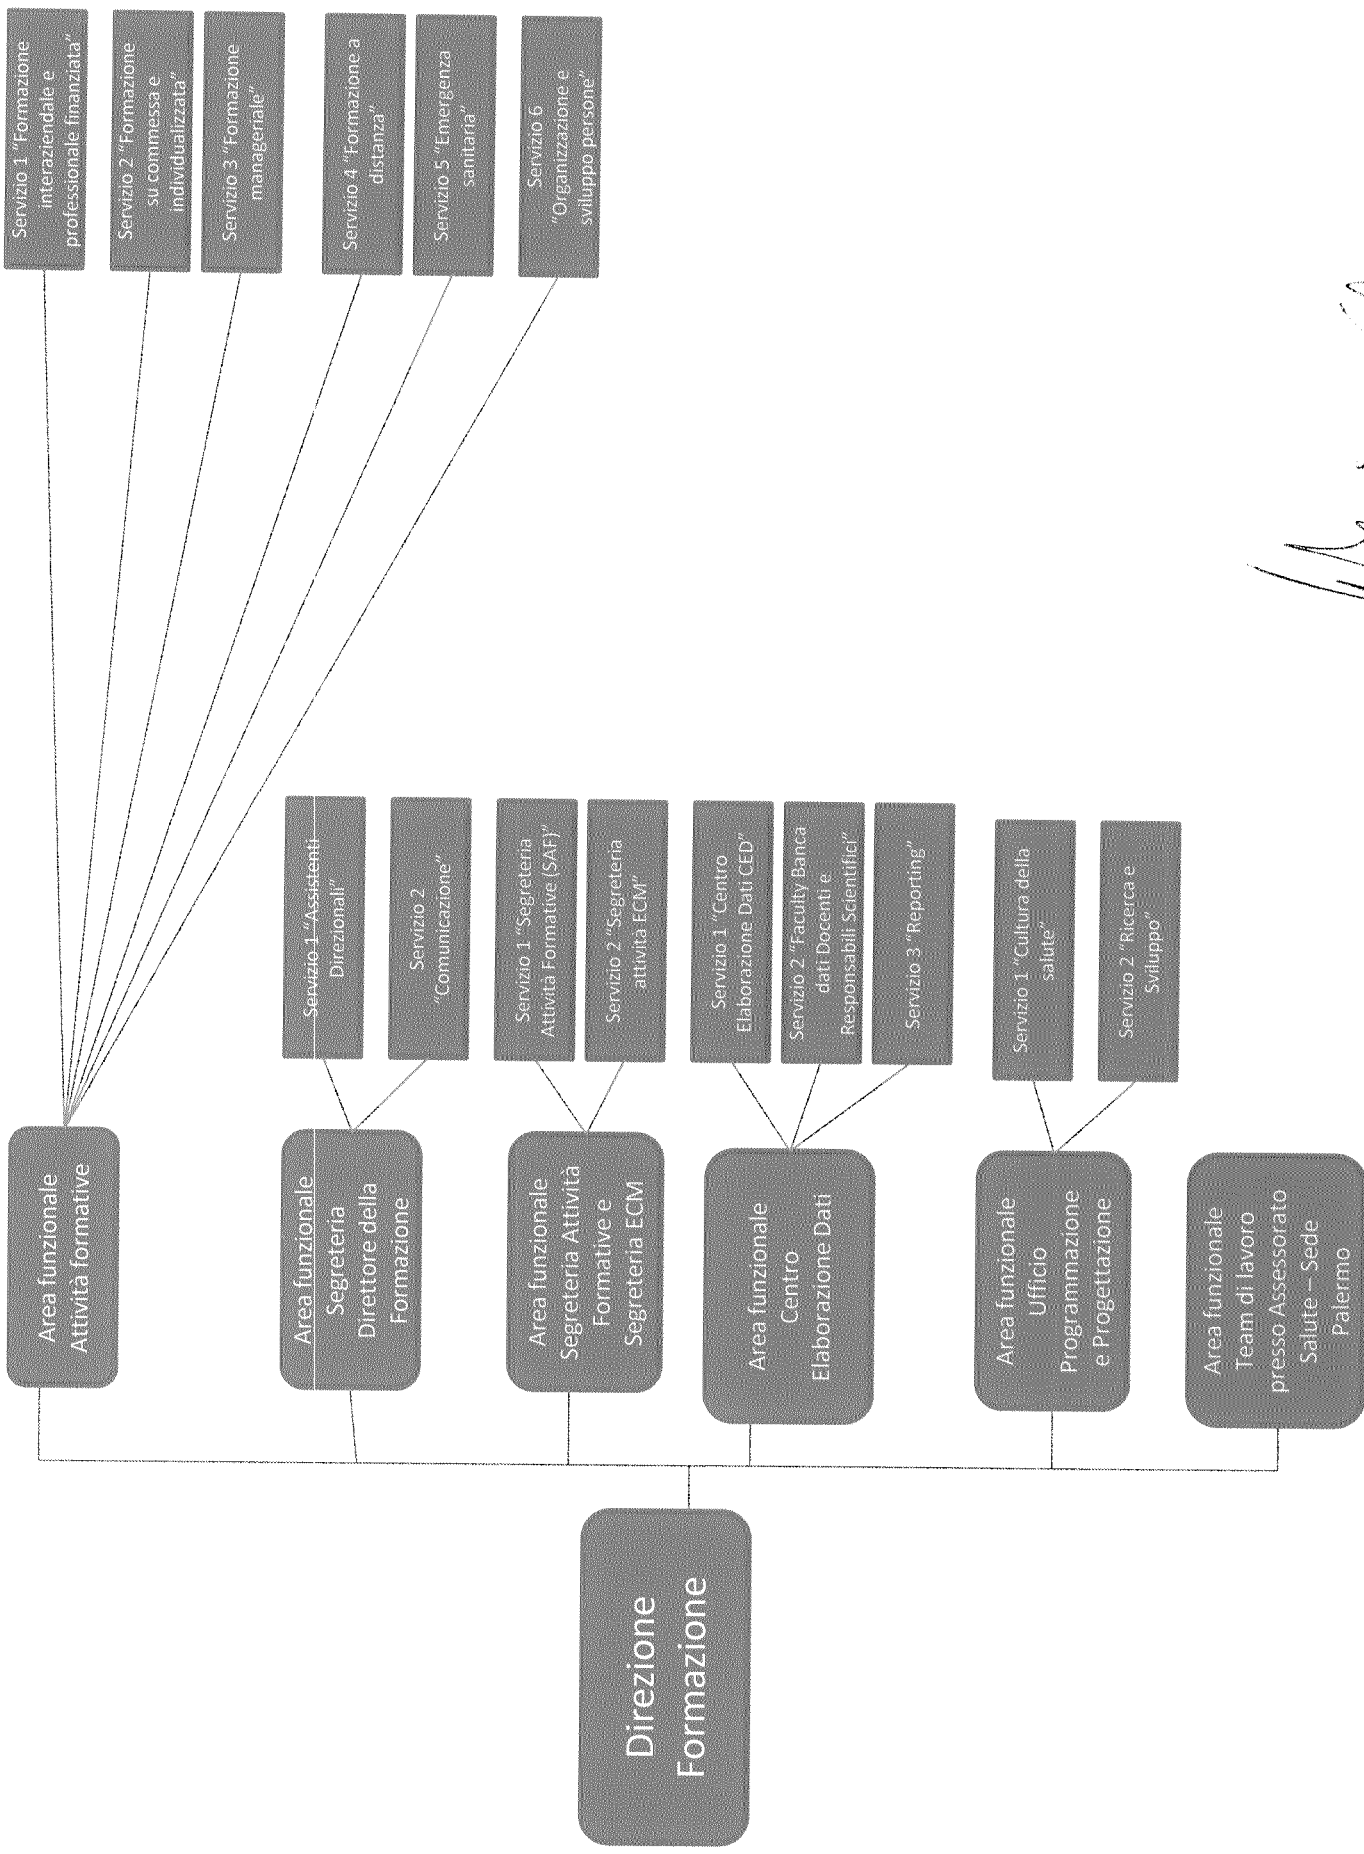 Direzione
Formazione
Area funzionale
Attività formative
Servizio 1 "Formazione
interaziendale e
professionale finanziata"
Servizio 2 "Formazione
su commessa e
individualizzata"
Servizio 3 "Formazione
manageriale"
Servizio 4 "Formazione a
distanza"
Servizio 5 "Emergenza
sanitaria"
Servizio 6
"Organizzazione e
sviluppo persone"
Area funzionale
Segreteria
Direttore della
Formazione
Servizio 1 "Assistenti
Direzionali"
Servizio 2
"Comunicazione"
Area funzionale
Segreteria Attività
Formative e
Segreteria ECM
Servizio 1 "Segreteria
Attività Formative (SAF)"
Servizio 2 "Segreteria
attività ECM"
Area funzionale
Centro
Elaborazione Dati
Servizio 1 "Centro
Elaborazione Dati CED"
Servizio 2 "Faculty Banca
dati Docenti e
Responsabili Scientifici"
Servizio 3 "Reporting"
Area funzionale
Ufficio
Programmazione
e Progettazione
Servizio 1 "Cultura della
salute"
Servizio 2 "Ricerca e
Sviluppo"
Area funzionale
Team di lavoro
presso Assessorato
Salute – Sede
Palermo